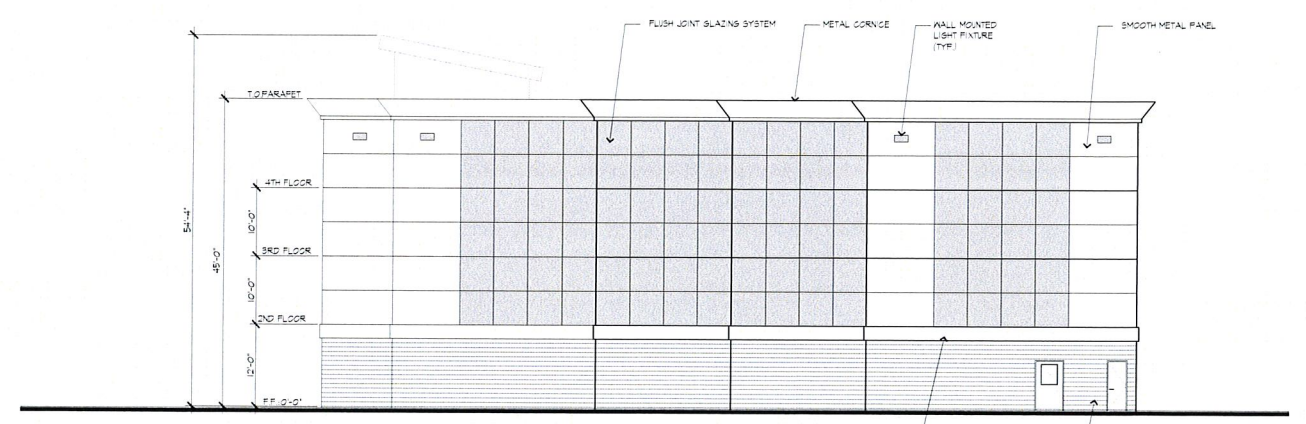 FLUSH JOINT GLAZING SYSTEM
METAL CORNICE
WALL MOUNTED
LIGHT FIXTURE
(TYP.)
SMOOTH METAL PANEL
T.O.PARAPET
4TH FLOOR
54'-4"
10'-0"
45'-0"
3RD FLOOR
10'-0"
2ND FLOOR
12'-0"
F.F. 0'-0"